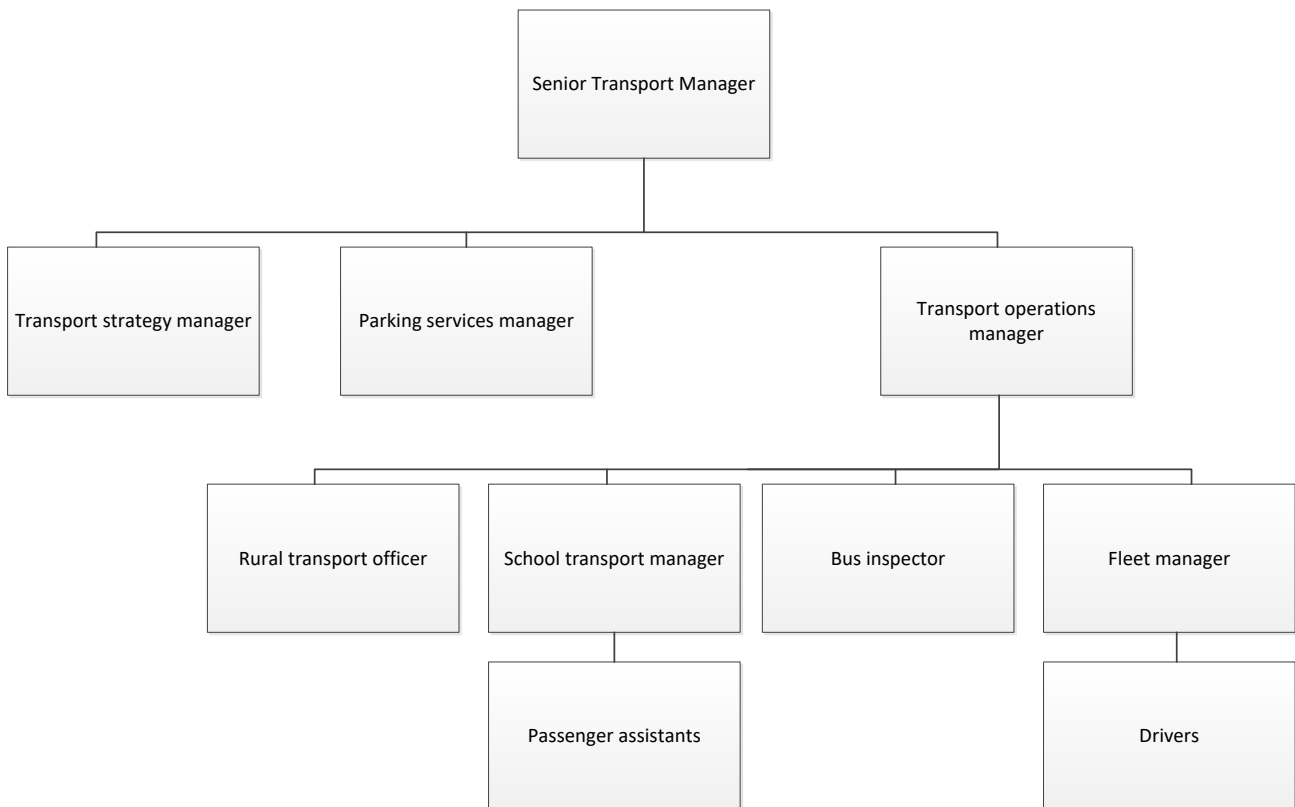 Senior Transport Manager
Transport strategy manager
Parking services manager
Transport operations
manager
Rural transport officer
School transport manager
Bus inspector
Fleet manager
Passenger assistants
Drivers